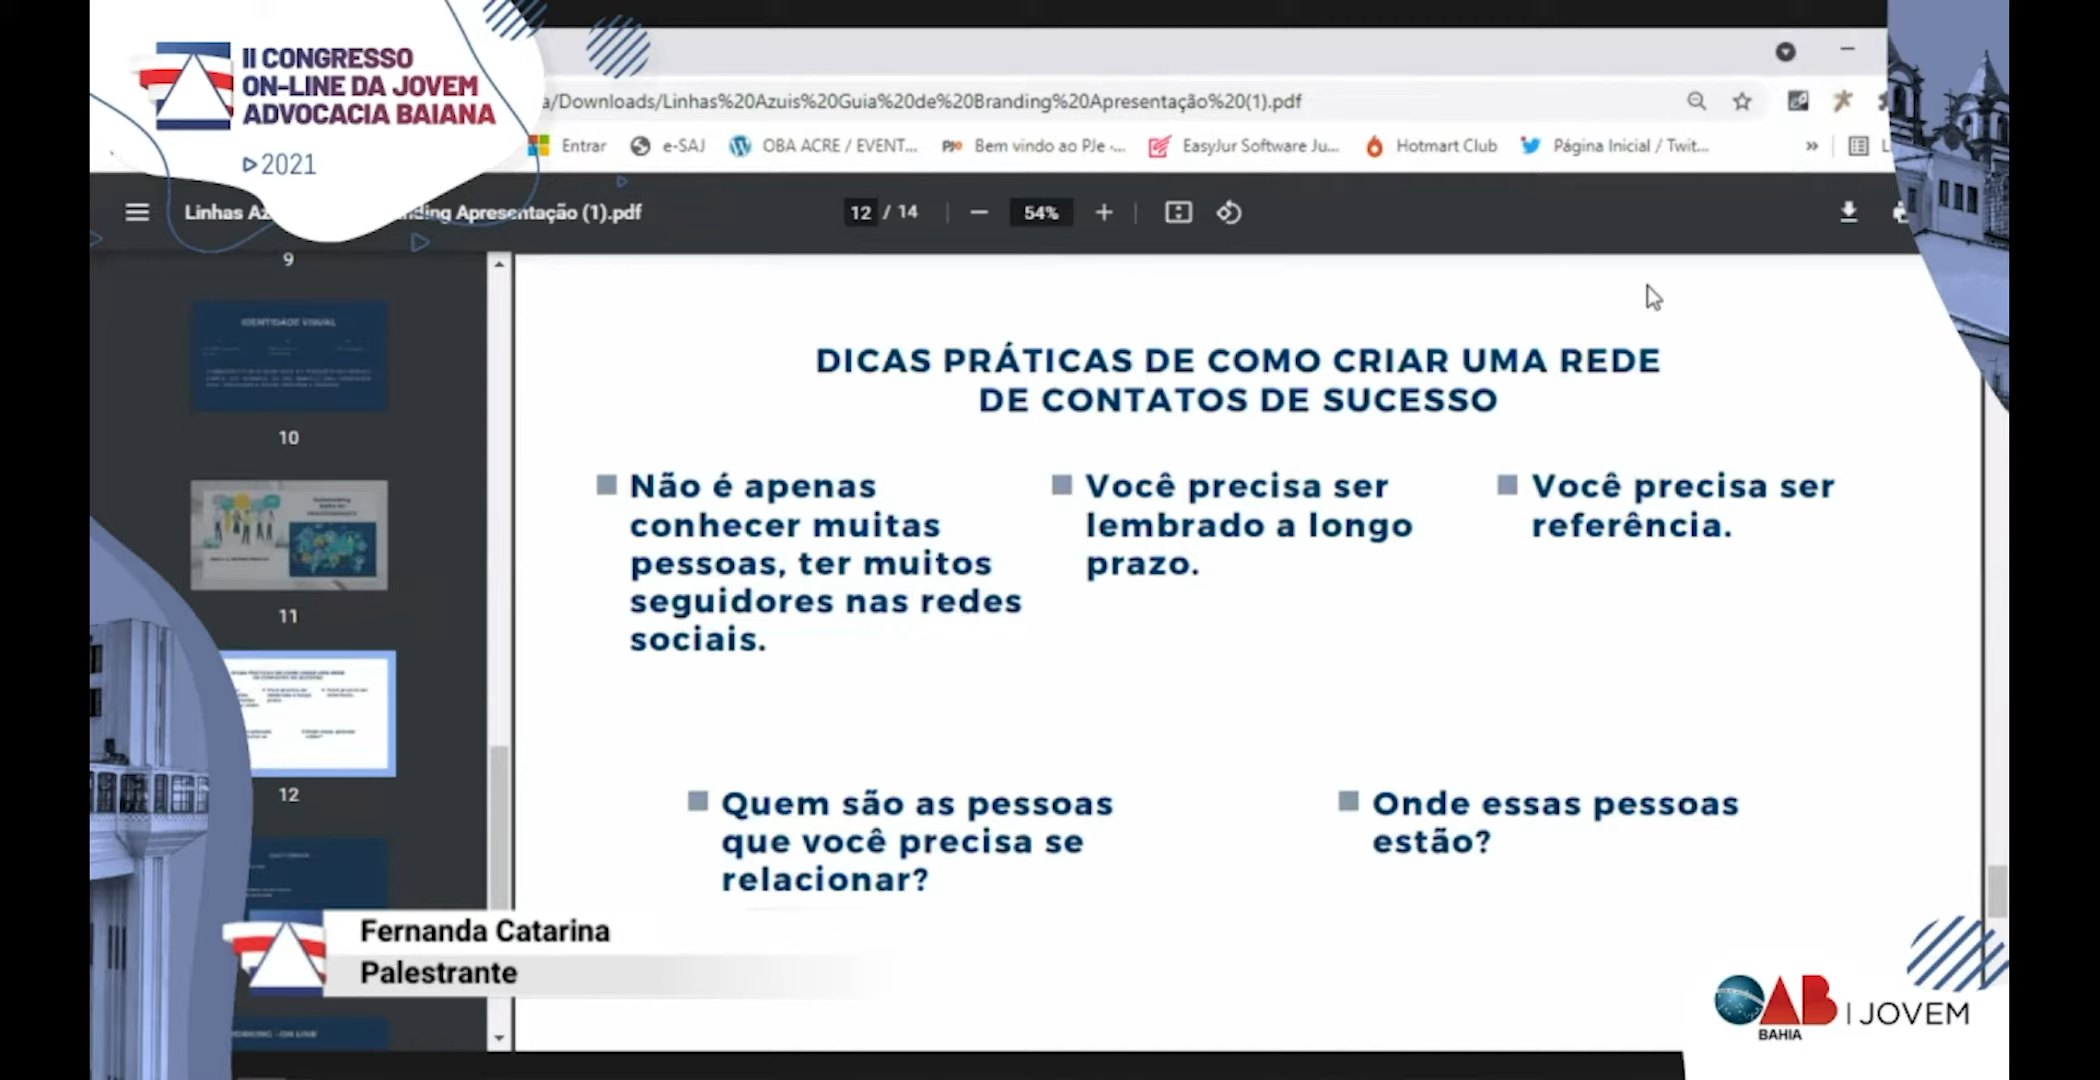 II CONGRESSO
ON-LINE DA JOVEM
ADVOCACIA BAIANA
2021
a/Downloads/Linhas%20Azuis%20Guia%20de%20Branding%20Apresentação%20(1).pdf
Entrar e-SAJ OBA ACRE / EVENT... PJe Bem vindo ao PJe -... EasyJur Software Ju... Hotmart Club Página Inicial / Twit... »
Linhas Az nding Apresentação (1).pdf 12 / 14 54%
9
IDENTIDADE VISUAL
10
11
12
DICAS PRÁTICAS DE COMO CRIAR UMA REDE
DE CONTATOS DE SUCESSO
Não é apenas
conhecer muitas
pessoas, ter muitos
seguidores nas redes
sociais.
Você precisa ser
lembrado a longo
prazo.
Você precisa ser
referência.
Quem são as pessoas
que você precisa se
relacionar?
Onde essas pessoas
estão?
Fernanda Catarina
Palestrante
OAB | JOVEM
BAHIA